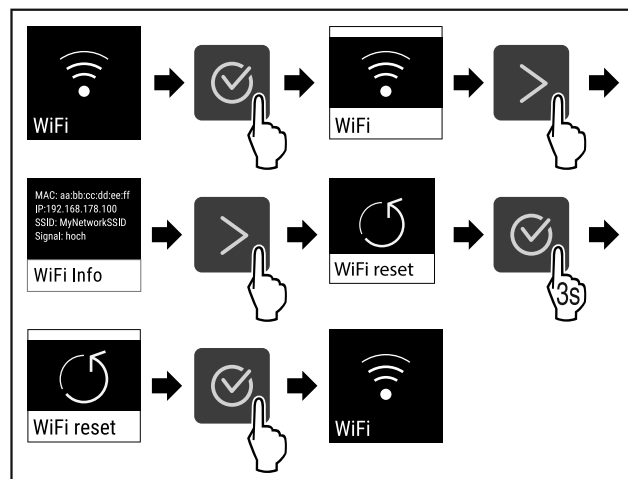 WiFi
WiFi
MAC: aa:bb:cc:dd:ee:ff
IP:192.168.178.100
SSID: MyNetworkSSID
Signal: hoch
WiFi Info
WiFi reset
3s
WiFi reset
WiFi